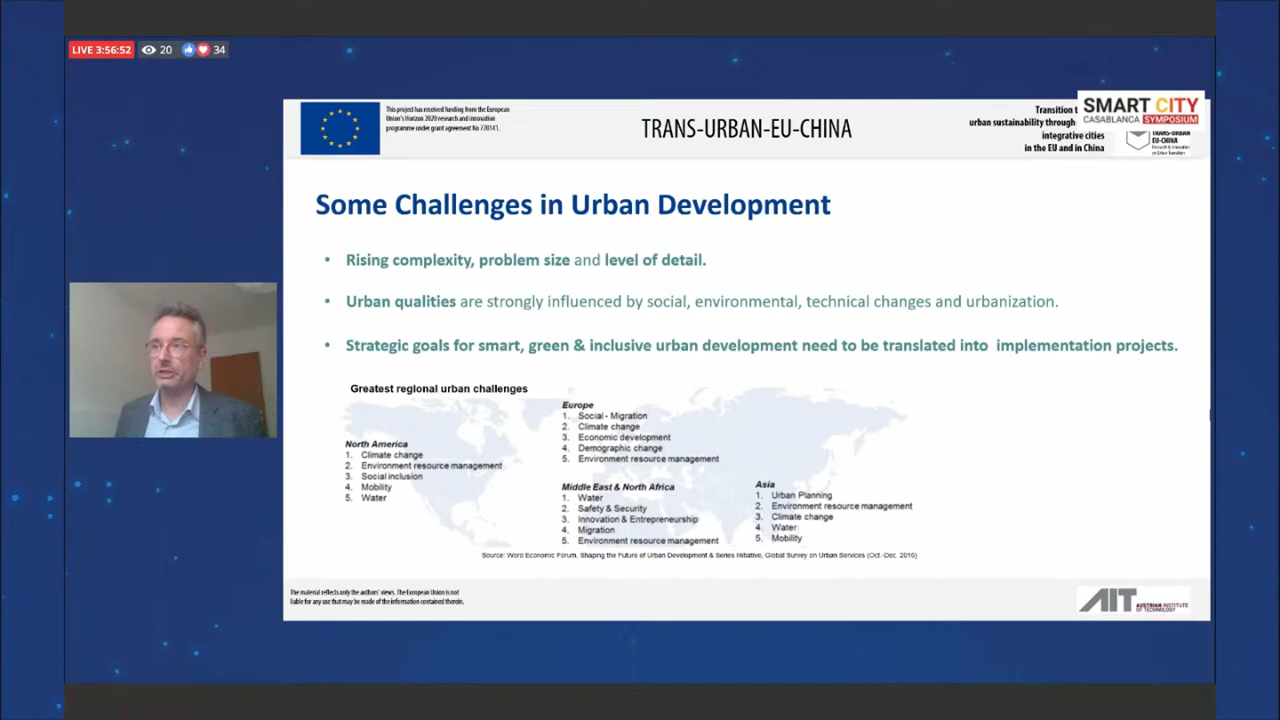 LIVE 3:56:52 20 34
This project has received funding from the European
Union's Horizon 2020 research and innovation
programme under grant agreement No 770141.
TRANS-URBAN-EU-CHINA
Transition t
urban sustainability through
integrative cities
in the EU and in China
SMART CITY
CASABLANCA SYMPOSIUM
TRANS-URBAN
EU-CHINA
Some Challenges in Urban Development
• Rising complexity, problem size and level of detail.
• Urban qualities are strongly influenced by social, environmental, technical changes and urbanization.
• Strategic goals for smart, green & inclusive urban development need to be translated into implementation projects.
Greatest regional urban challenges
North America
1. Climate change
2. Environment resource management
3. Social inclusion
4. Mobility
5. Water
Europe
1. Social - Migration
2. Climate change
3. Economic development
4. Demographic change
5. Environment resource management
Middle East & North Africa
1. Water
2. Safety & Security
3. Innovation & Entrepreneurship
4. Migration
5. Environment resource management
Asia
1. Urban Planning
2. Environment resource management
3. Climate change
4. Water
5. Mobility
Source: Word Economic Forum, Shaping the Future of Urban Development & Series Initiative, Global Survey on Urban Services (Oct.-Dec. 2015)
The material reflects only the authors' views. The European Union is not
liable for any use that may be made of the information contained therein.
AIT AUSTRIAN INSTITUTE
OF TECHNOLOGY